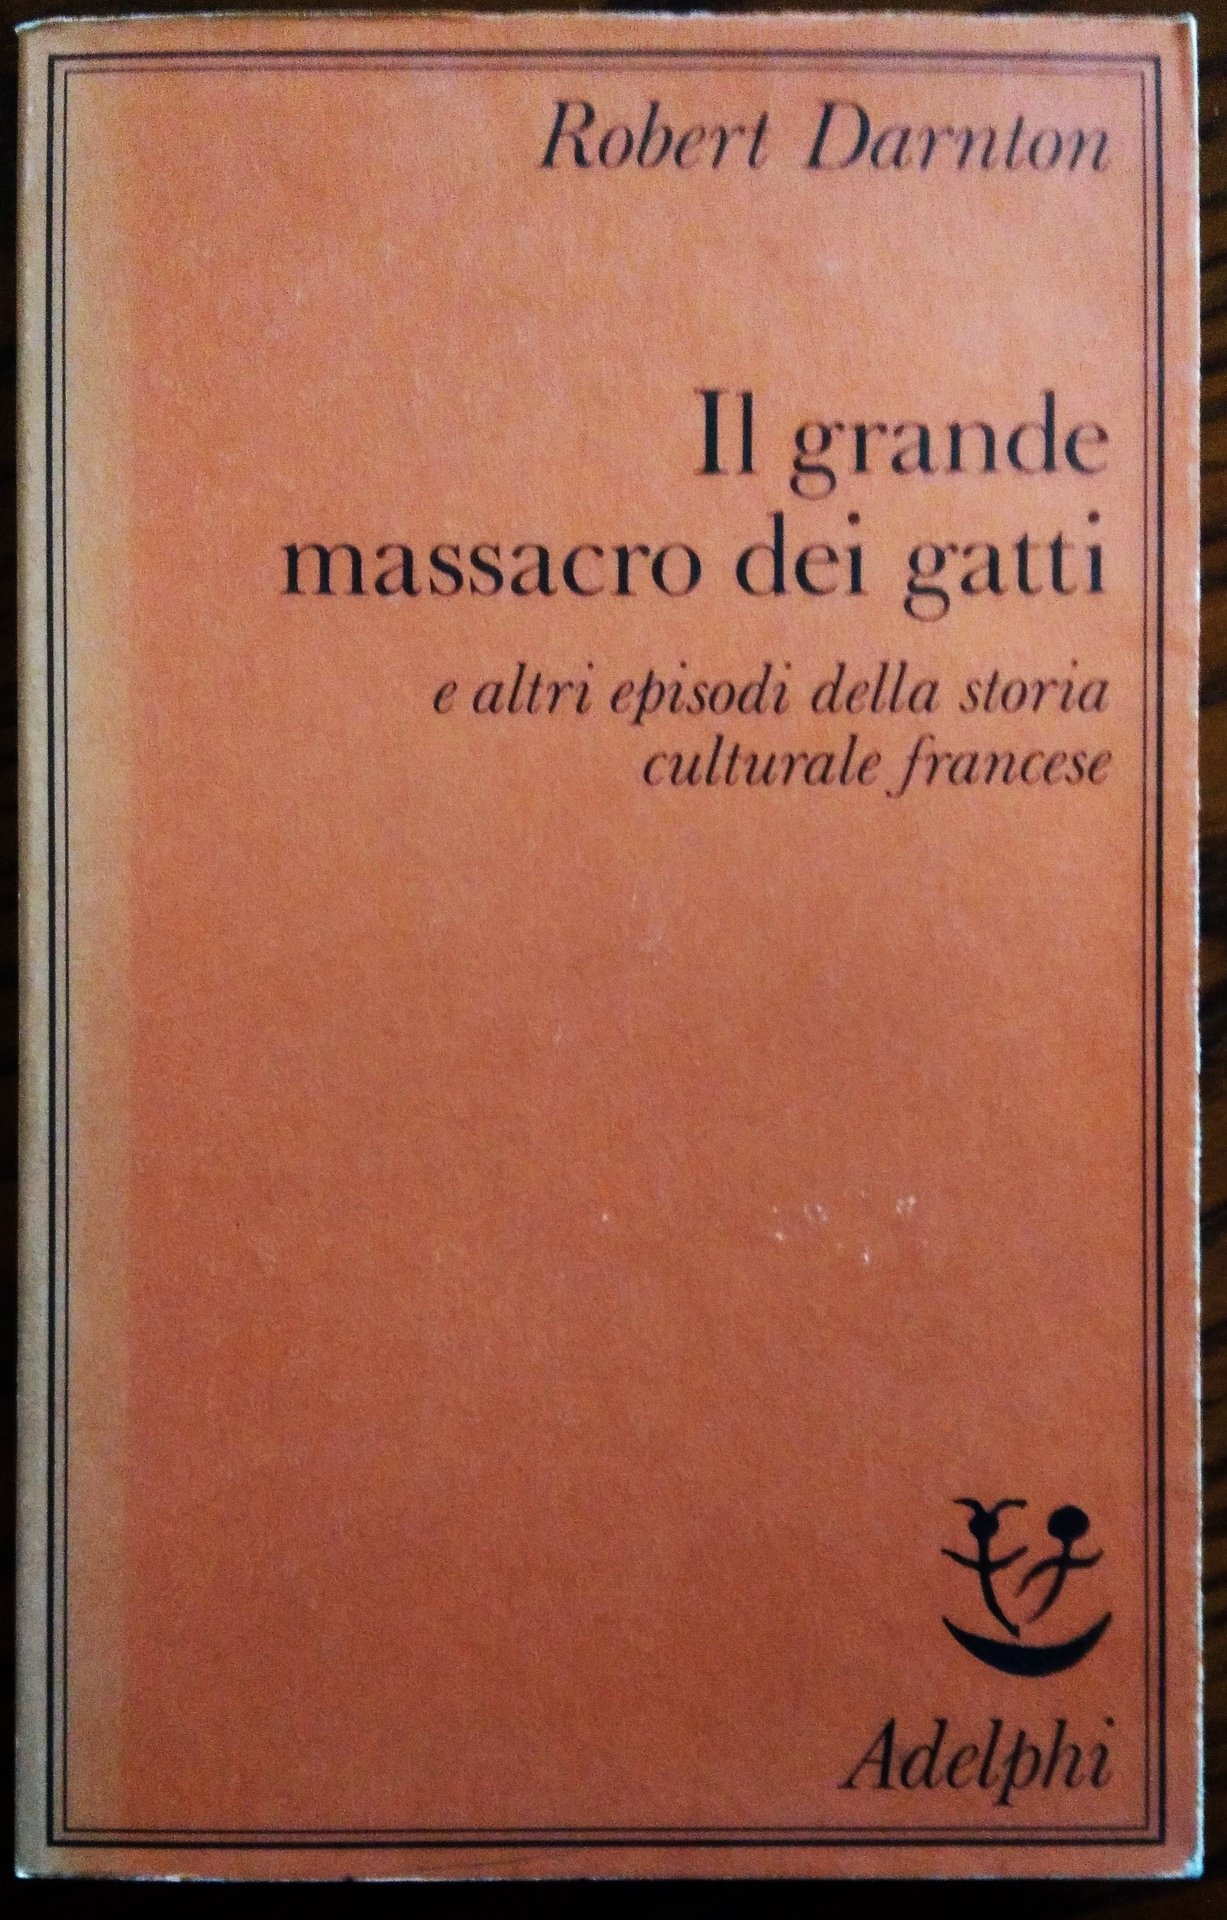 Robert Darnton
Il grande
massacro dei gatti
e altri episodi della storia
culturale francese
Adelphi